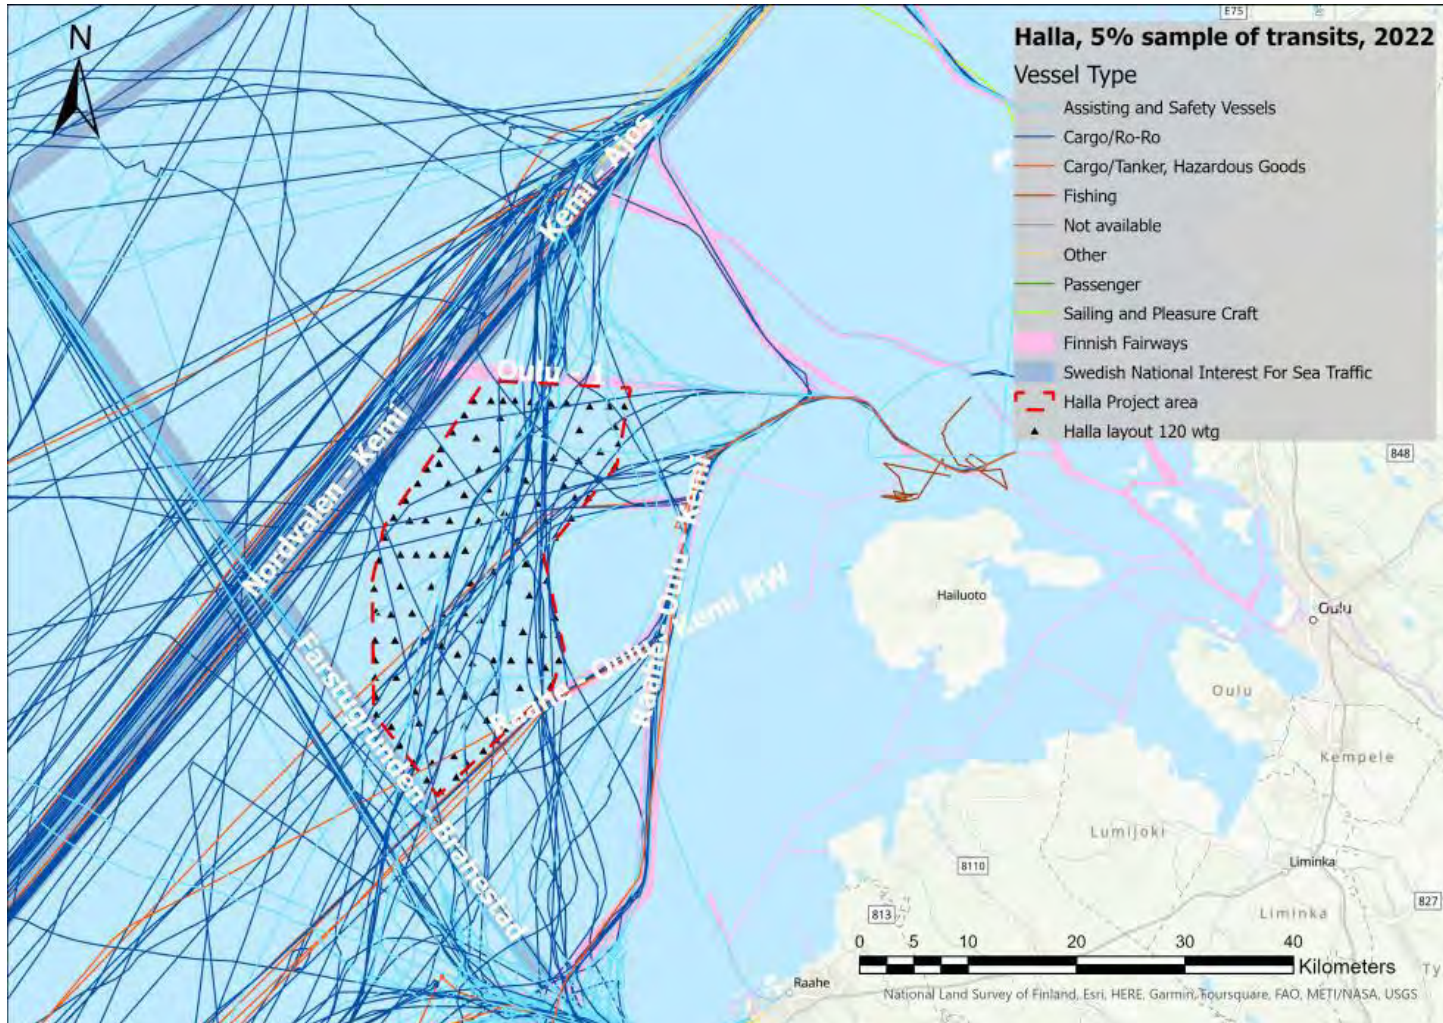 N
E75
Halla, 5% sample of transits, 2022
Vessel Type
Assisting and Safety Vessels
Cargo/Ro-Ro
Cargo/Tanker, Hazardous Goods
Fishing
Not available
Other
Passenger
Sailing and Pleasure Craft
Finnish Fairways
Swedish National Interest For Sea Traffic
Halla Project area
Halla layout 120 wtg
Kemi - Ajos
Oulu - 1
Nordvalen - Kemi
Farstugrunden - Branestad
Raahe - Oulu - Kemi
Raahe - Oulu - Kemi jkw
848
Hailuoto
Oulu
Oulu
Kempele
Lumijoki
8110
Liminka
827
813
Liminka
0 5 10 20 30 40
Kilometers
Ty
Raahe
National Land Survey of Finland, Esri, HERE, Garmin, Foursquare, FAO, METI/NASA, USGS